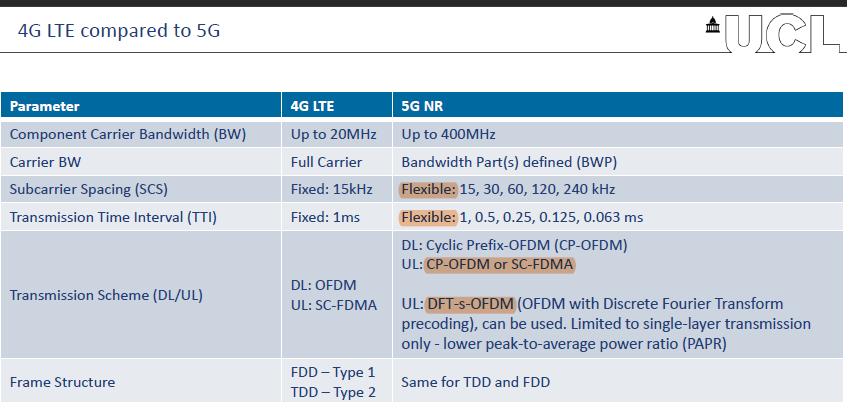 4G LTE compared to 5G
UCL
Parameter 4G LTE 5G NR
Component Carrier Bandwidth (BW) Up to 20MHz Up to 400MHz
Carrier BW Full Carrier Bandwidth Part(s) defined (BWP)
Subcarrier Spacing (SCS) Fixed: 15kHz Flexible: 15, 30, 60, 120, 240 kHz
Transmission Time Interval (TTI) Fixed: 1ms Flexible: 1, 0.5, 0.25, 0.125, 0.063 ms
Transmission Scheme (DL/UL)
DL: OFDM
UL: SC-FDMA
DL: Cyclic Prefix-OFDM (CP-OFDM)
UL: CP-OFDM or SC-FDMA
UL: DFT-s-OFDM (OFDM with Discrete Fourier Transform
precoding), can be used. Limited to single-layer transmission
only - lower peak-to-average power ratio (PAPR)
Frame Structure
FDD – Type 1
TDD – Type 2
Same for TDD and FDD